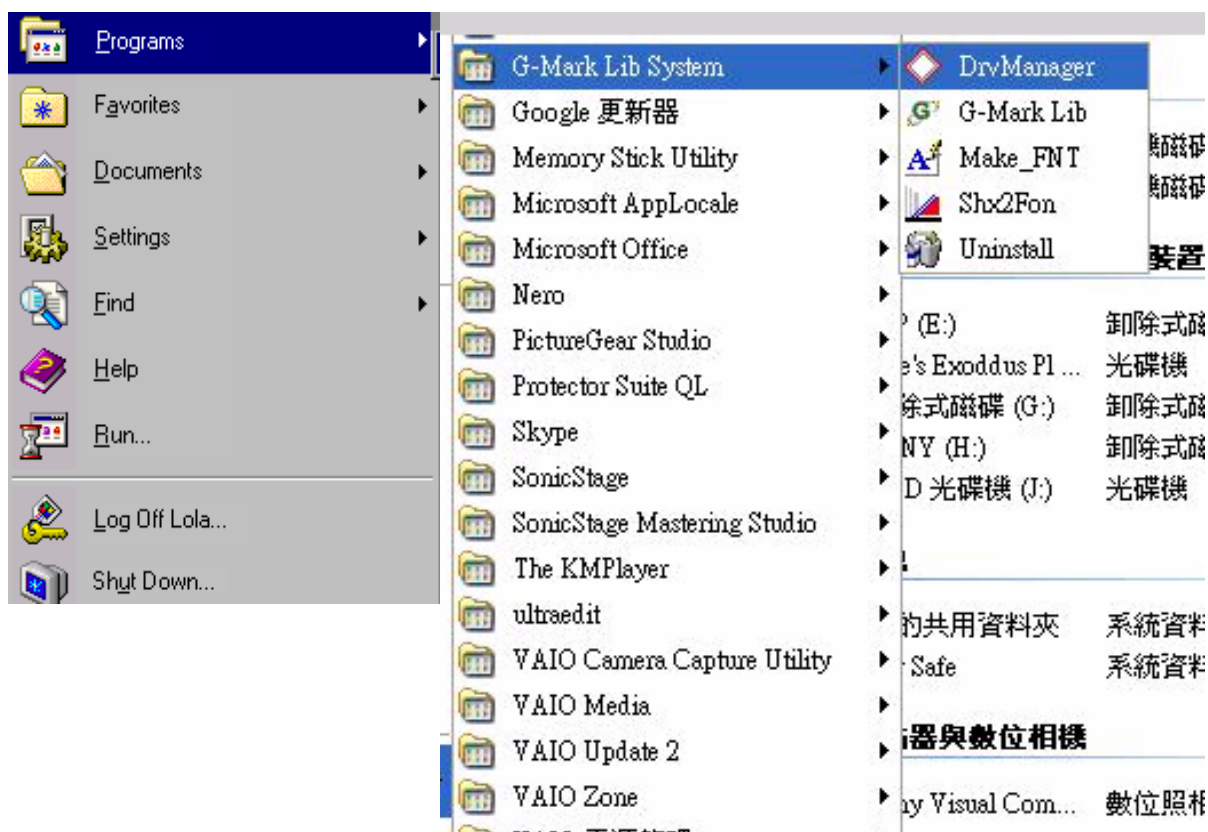 Programs
Favorites
Documents
Settings
Find
Help
Run...
Log Off Lola...
Shut Down...
G-Mark Lib System
Google 更新器
Memory Stick Utility
Microsoft AppLocale
Microsoft Office
Nero
PictureGear Studio
Protector Suite QL
Skype
SonicStage
SonicStage Mastering Studio
The KMPlayer
ultraedit
VAIO Camera Capture Utility
VAIO Media
VAIO Update 2
VAIO Zone
DrvManager
G-Mark Lib
Make_FNT
Shx2Fon
Uninstall
裝置
(E:) 卸除式磁
e's Exoddus Pl ... 光碟機
除式磁碟 (G:) 卸除式磁
NY (H:) 卸除式磁
D 光碟機 (J:) 光碟機
的共用資料夾 系統資料
Safe 系統資料
器與數位相機
ny Visual Com... 數位照相